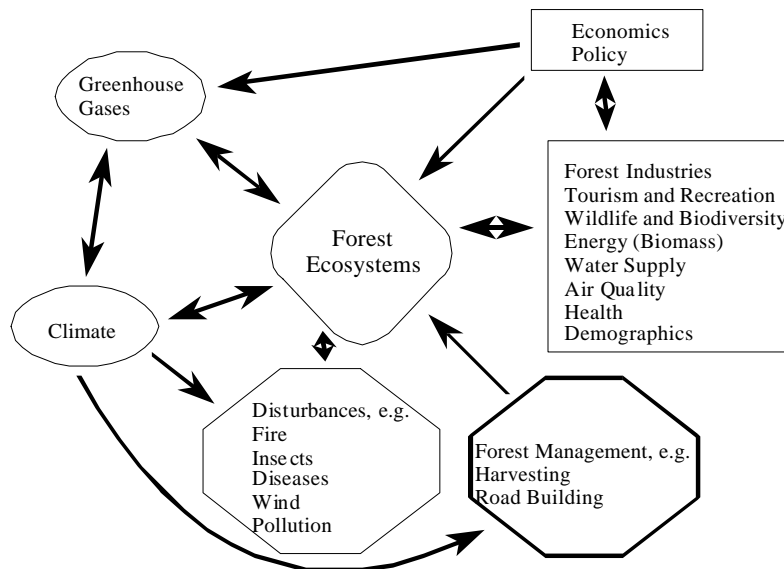 Economics
Policy
Greenhouse
Gases
Forest Industries
Tourism and Recreation
Wildlife and Biodiversity
Energy (Biomass)
Water Supply
Air Quality
Health
Demographics
Forest
Ecosystems
Climate
Disturbances, e.g.
Fire
Insects
Diseases
Wind
Pollution
Forest Management, e.g.
Harvesting
Road Building